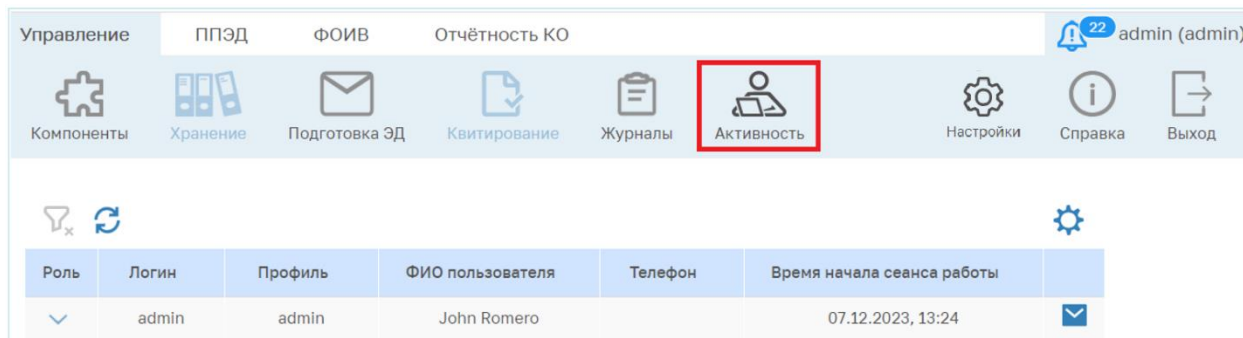 Управление ППЭД ФОИВ Отчётность КО 22 admin (admin)
Компоненты Хранение Подготовка ЭД Квитирование Журналы Активность Настройки Справка Выход
Роль Логин Профиль ФИО пользователя Телефон Время начала сеанса работы
admin admin John Romero 07.12.2023, 13:24